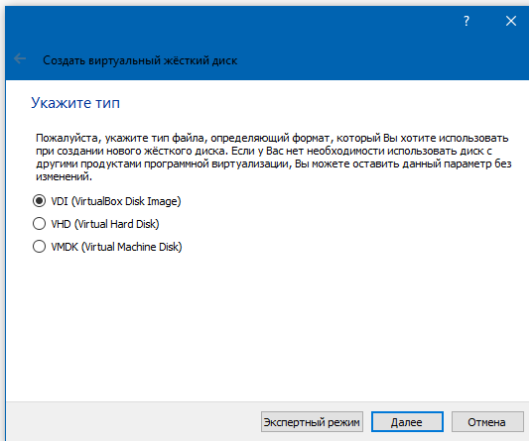 ?
Создать виртуальный жёсткий диск
Укажите тип
Пожалуйста, укажите тип файла, определяющий формат, который Вы хотите использовать
при создании нового жёсткого диска. Если у Вас нет необходимости использовать диск с
другими продуктами программной виртуализации, Вы можете оставить данный параметр без
изменений.
VDI (VirtualBox Disk Image)
VHD (Virtual Hard Disk)
VMDK (Virtual Machine Disk)
Экспертный режим Далее Отмена